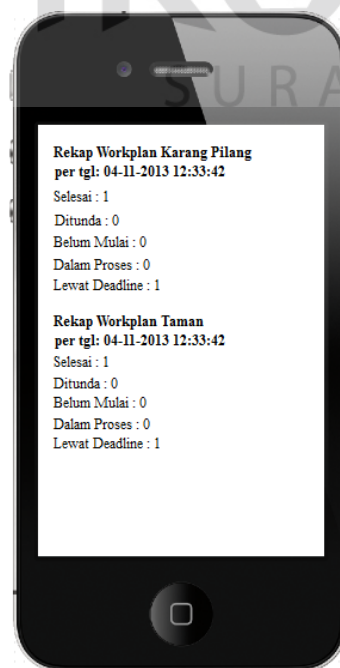 SURA
Rekap Workplan Karang Pilang
per tgl: 04-11-2013 12:33:42
Selesai : 1
Ditunda : 0
Belum Mulai : 0
Dalam Proses : 0
Lewat Deadline : 1
Rekap Workplan Taman
per tgl: 04-11-2013 12:33:42
Selesai : 1
Ditunda : 0
Belum Mulai : 0
Dalam Proses : 0
Lewat Deadline : 1